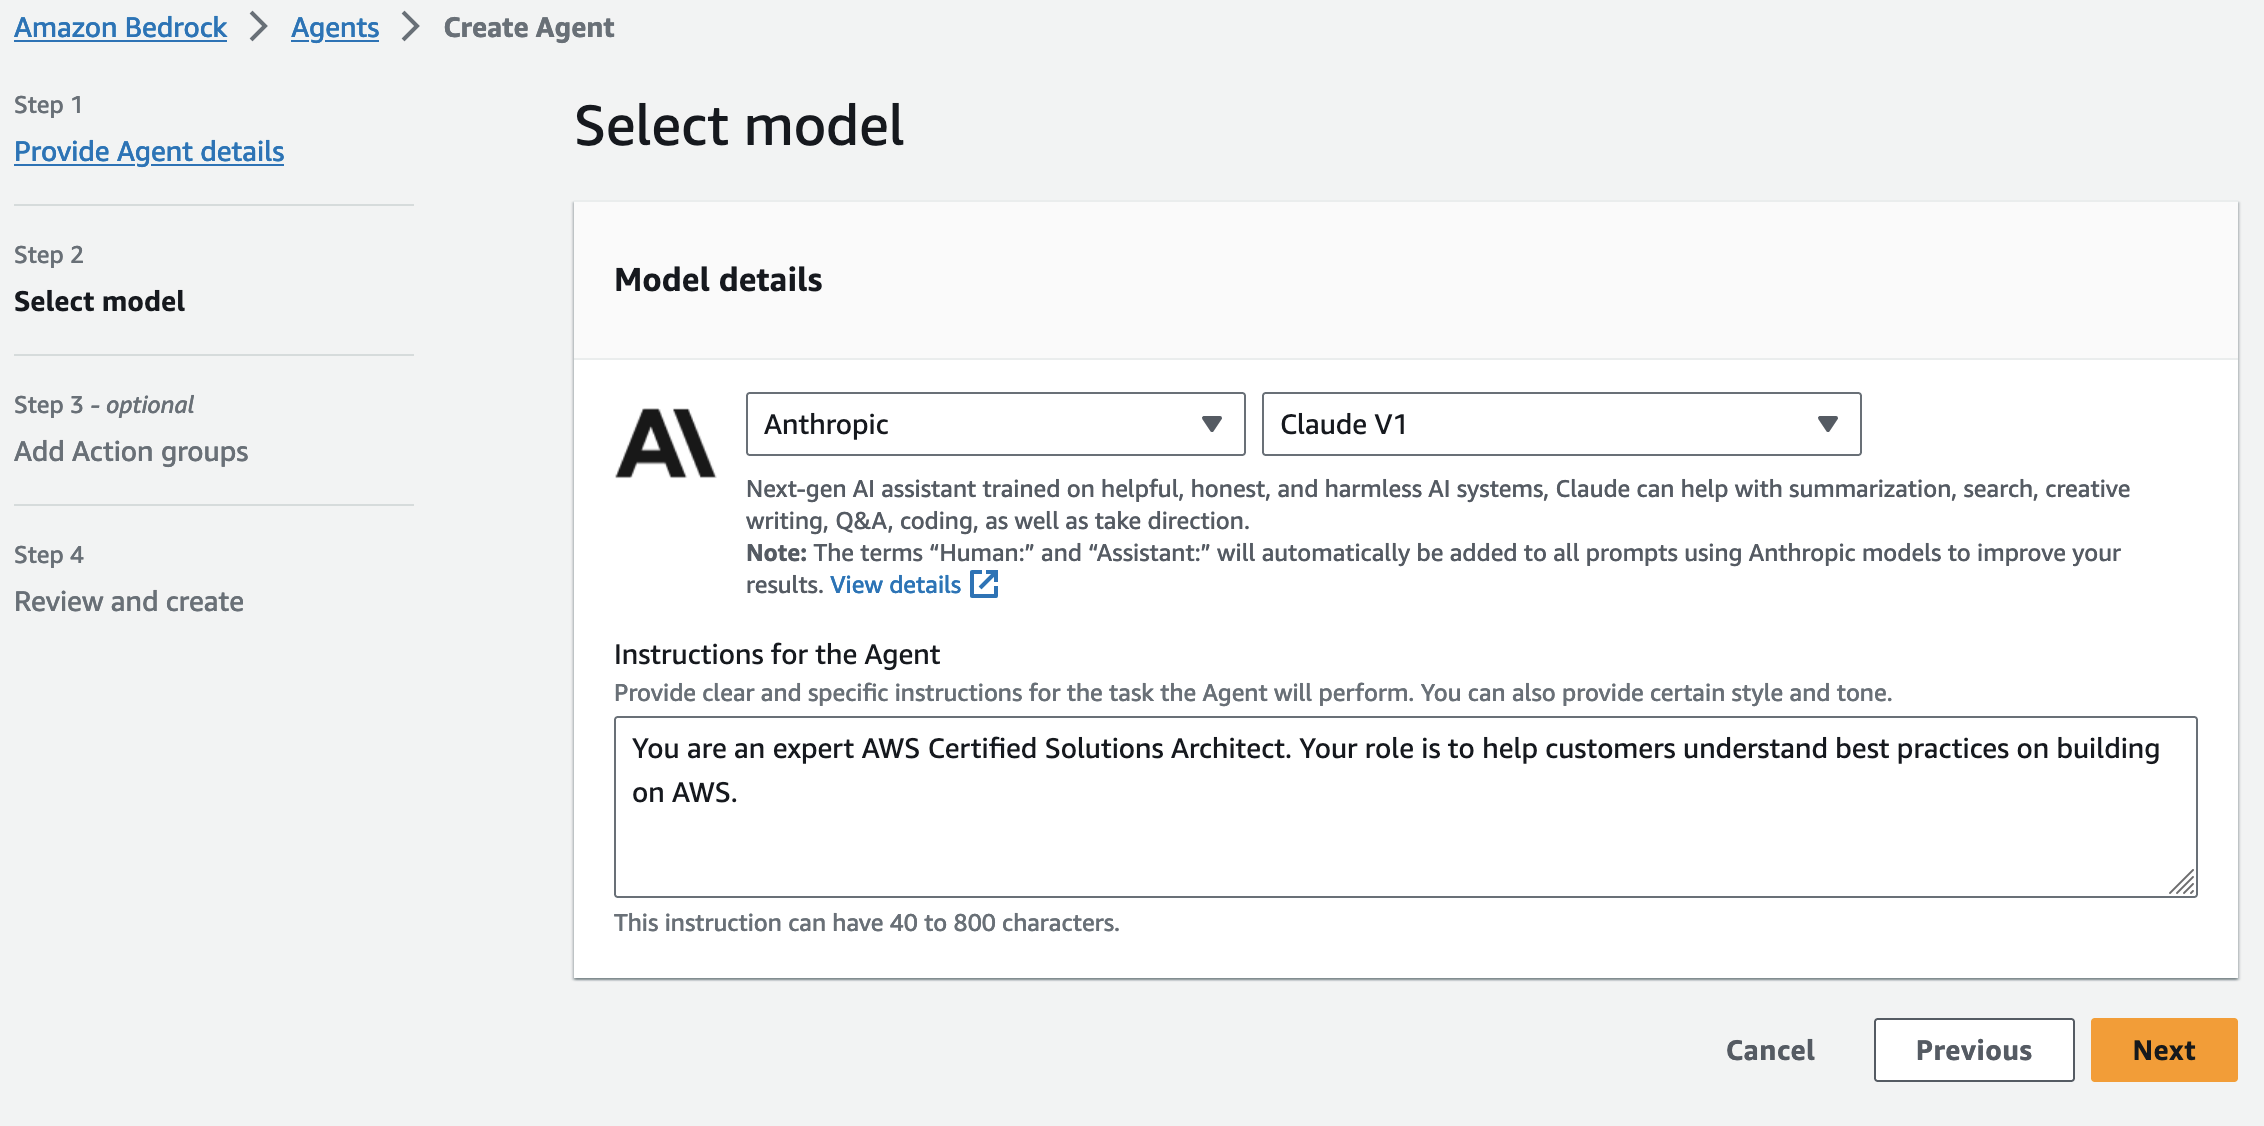 Amazon Bedrock > Agents > Create Agent
Step 1
Provide Agent details
Step 2
Select model
Step 3 - optional
Add Action groups
Step 4
Review and create
Select model
Model details
AI
Anthropic
Claude V1
Next-gen AI assistant trained on helpful, honest, and harmless AI systems, Claude can help with summarization, search, creative
writing, Q&A, coding, as well as take direction.
Note: The terms “Human:” and “Assistant:” will automatically be added to all prompts using Anthropic models to improve your
results. View details
Instructions for the Agent
Provide clear and specific instructions for the task the Agent will perform. You can also provide certain style and tone.
You are an expert AWS Certified Solutions Architect. Your role is to help customers understand best practices on building
on AWS.
This instruction can have 40 to 800 characters.
Cancel
Previous
Next